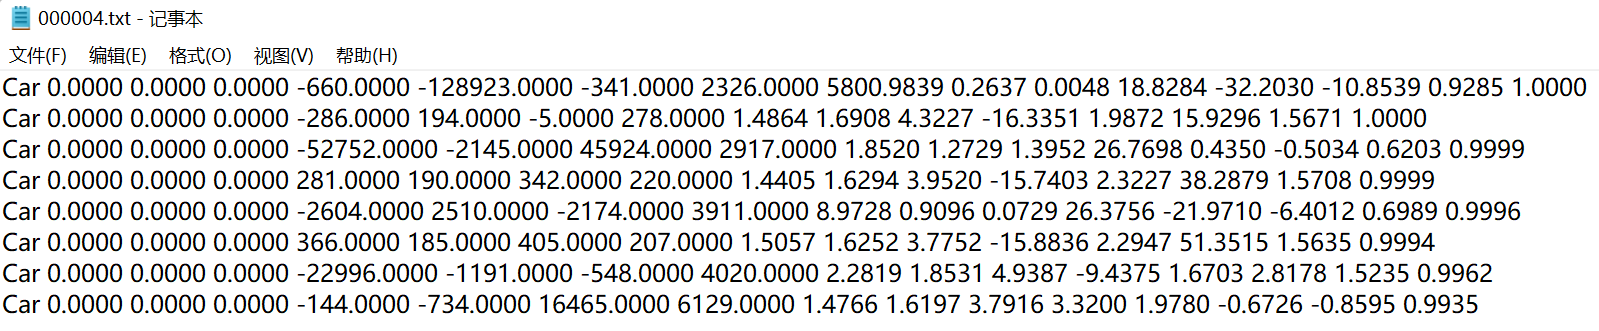 000004.txt - 记事本
文件(F) 编辑(E) 格式(O) 视图(V) 帮助(H)
Car 0.0000 0.0000 0.0000 -660.0000 -128923.0000 -341.0000 2326.0000 5800.9839 0.2637 0.0048 18.8284 -32.2030 -10.8539 0.9285 1.0000
Car 0.0000 0.0000 0.0000 -286.0000 194.0000 -5.0000 278.0000 1.4864 1.6908 4.3227 -16.3351 1.9872 15.9296 1.5671 1.0000
Car 0.0000 0.0000 0.0000 -52752.0000 -2145.0000 45924.0000 2917.0000 1.8520 1.2729 1.3952 26.7698 0.4350 -0.5034 0.6203 0.9999
Car 0.0000 0.0000 0.0000 281.0000 190.0000 342.0000 220.0000 1.4405 1.6294 3.9520 -15.7403 2.3227 38.2879 1.5708 0.9999
Car 0.0000 0.0000 0.0000 -2604.0000 2510.0000 -2174.0000 3911.0000 8.9728 0.9096 0.0729 26.3756 -21.9710 -6.4012 0.6989 0.9996
Car 0.0000 0.0000 0.0000 366.0000 185.0000 405.0000 207.0000 1.5057 1.6252 3.7752 -15.8836 2.2947 51.3515 1.5635 0.9994
Car 0.0000 0.0000 0.0000 -22996.0000 -1191.0000 -548.0000 4020.0000 2.2819 1.8531 4.9387 -9.4375 1.6703 2.8178 1.5235 0.9962
Car 0.0000 0.0000 0.0000 -144.0000 -734.0000 16465.0000 6129.0000 1.4766 1.6197 3.7916 3.3200 1.9780 -0.6726 -0.8595 0.9935